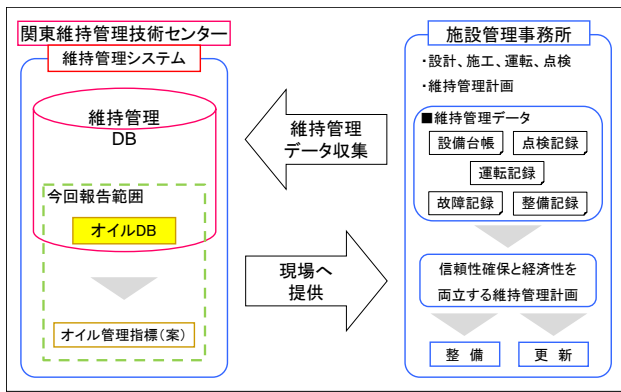 関東維持管理技術センター
維持管理システム
維持管理
DB
今回報告範囲
オイルDB
オイル管理指標(案)
維持管理
データ収集
現場へ
提供
施設管理事務所
・設計、施工、運転、点検
・維持管理計画
■維持管理データ
設備台帳 点検記録
運転記録
故障記録 整備記録
信頼性確保と経済性を
両立する維持管理計画
整 備 更 新